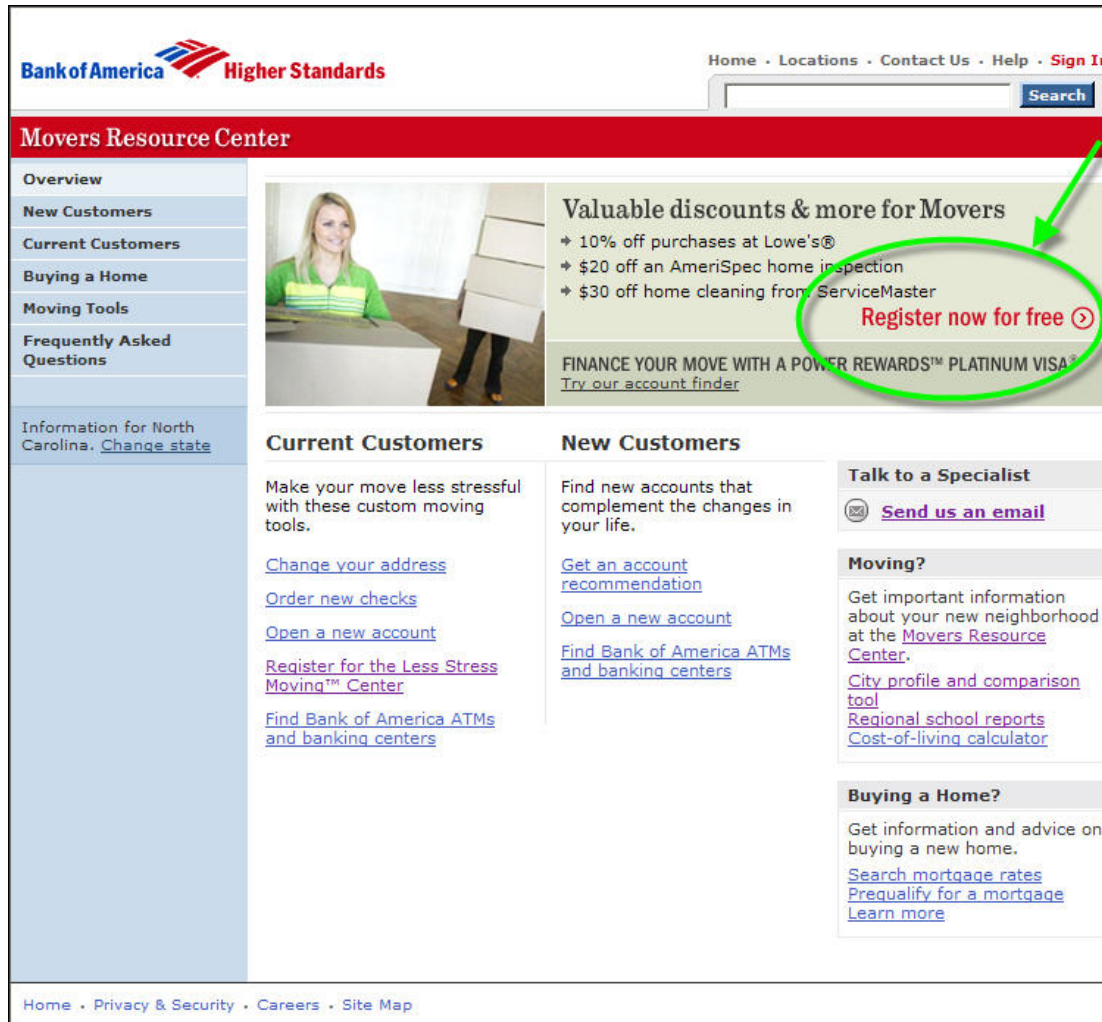 Bank of America Higher Standards
Home · Locations · Contact Us · Help · Sign In
Search
Movers Resource Center
Overview
New Customers
Current Customers
Buying a Home
Moving Tools
Frequently Asked
Questions
Information for North
Carolina. Change state
Valuable discounts & more for Movers
10% off purchases at Lowe's®
$20 off an AmeriSpec home inspection
$30 off home cleaning from ServiceMaster
Register now for free
FINANCE YOUR MOVE WITH A POWER REWARDS™ PLATINUM VISA®
Try our account finder
Current Customers
Make your move less stressful
with these custom moving
tools.
Change your address
Order new checks
Open a new account
Register for the Less Stress
Moving™ Center
Find Bank of America ATMs
and banking centers
New Customers
Find new accounts that
complement the changes in
your life.
Get an account
recommendation
Open a new account
Find Bank of America ATMs
and banking centers
Talk to a Specialist
Send us an email
Moving?
Get important information
about your new neighborhood
at the Movers Resource
Center.
City profile and comparison
tool
Regional school reports
Cost-of-living calculator
Buying a Home?
Get information and advice on
buying a new home.
Search mortgage rates
Prequalify for a mortgage
Learn more
Home · Privacy & Security · Careers · Site Map